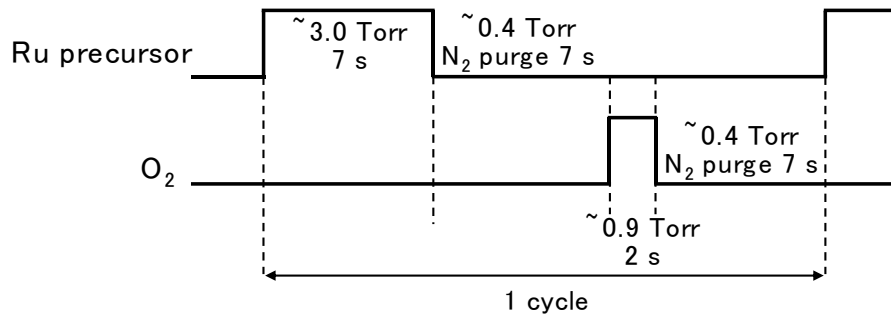 Ru precursor
~3.0 Torr
7 s
~0.4 Torr
N₂ purge 7 s
O₂
~0.4 Torr
N₂ purge 7 s
~0.9 Torr
2 s
1 cycle